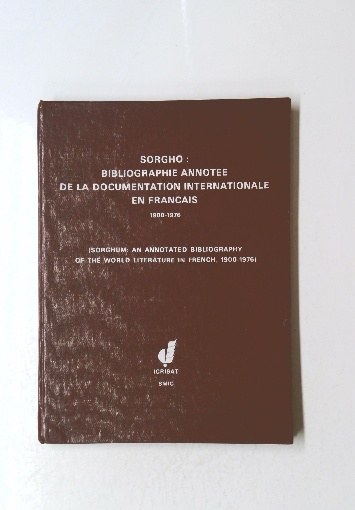 SORGHO :
BIBLIOGRAPHIE ANNOTEE
DE LA DOCUMENTATION INTERNATIONALE
EN FRANCAIS
1900-1976
(SORGHUM: AN ANNOTATED BIBLIOGRAPHY
OF THE WORLD LITERATURE IN FRENCH, 1900-1976)
ICRISAT
SMIC